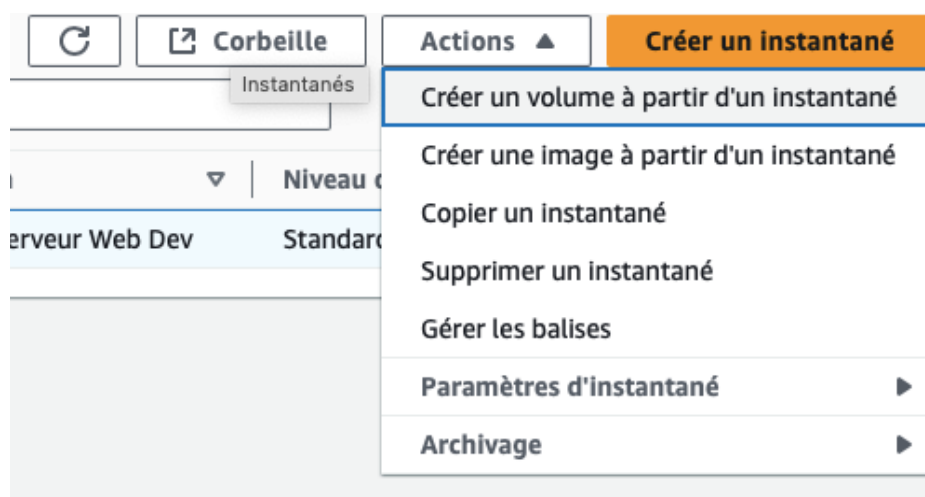 Corbeille
Actions
Créer un instantané
Instantanés
Créer un volume à partir d'un instantané
Créer une image à partir d'un instantané
Niveau
Copier un instantané
Web Dev
Standard
Supprimer un instantané
Gérer les balises
Paramètres d'instantané
Archivage